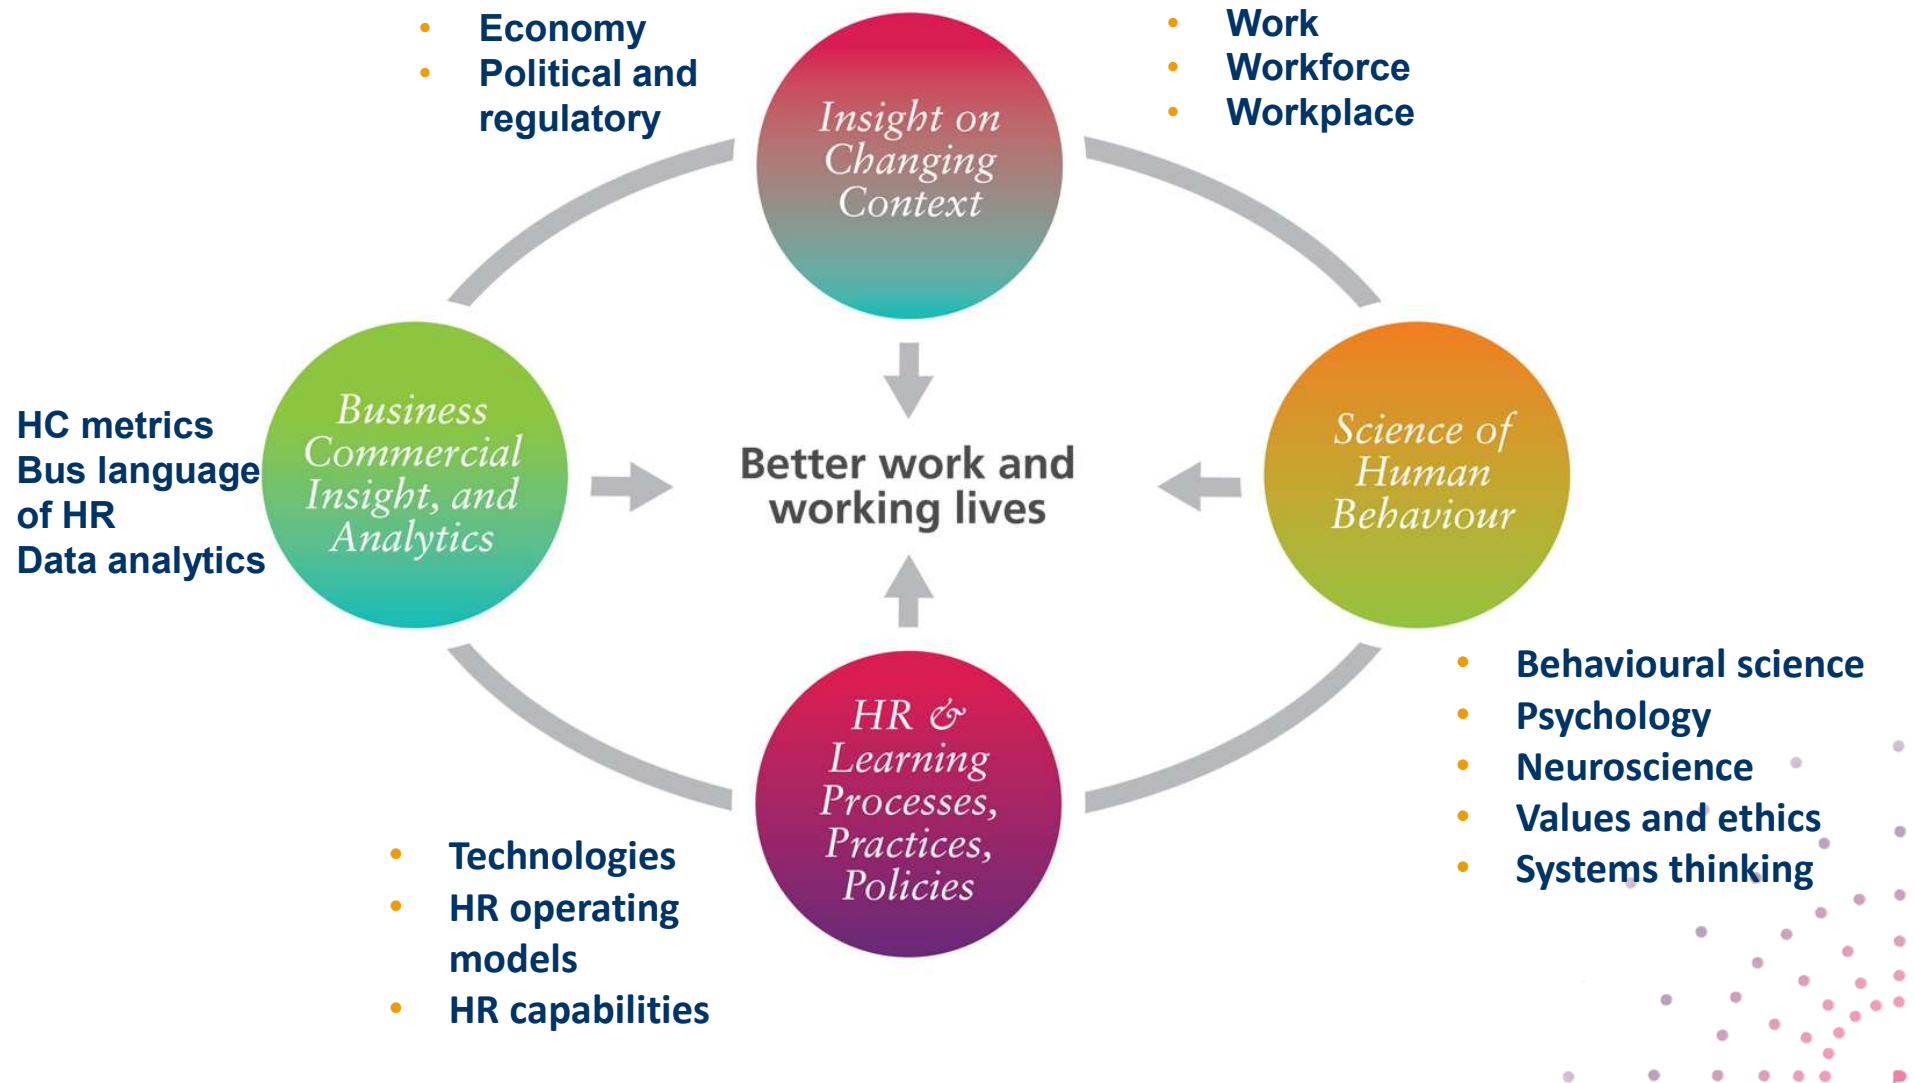 • Economy
• Political and
regulatory
• Work
• Workforce
• Workplace
Insight on
Changing
Context
HC metrics
Bus language
of HR
Data analytics
Business
Commercial
Insight, and
Analytics
Better work and
working lives
Science of
Human
Behaviour
HR &
Learning
Processes,
Practices,
Policies
• Behavioural science
• Psychology
• Neuroscience
• Values and ethics
• Systems thinking
• Technologies
• HR operating
models
• HR capabilities